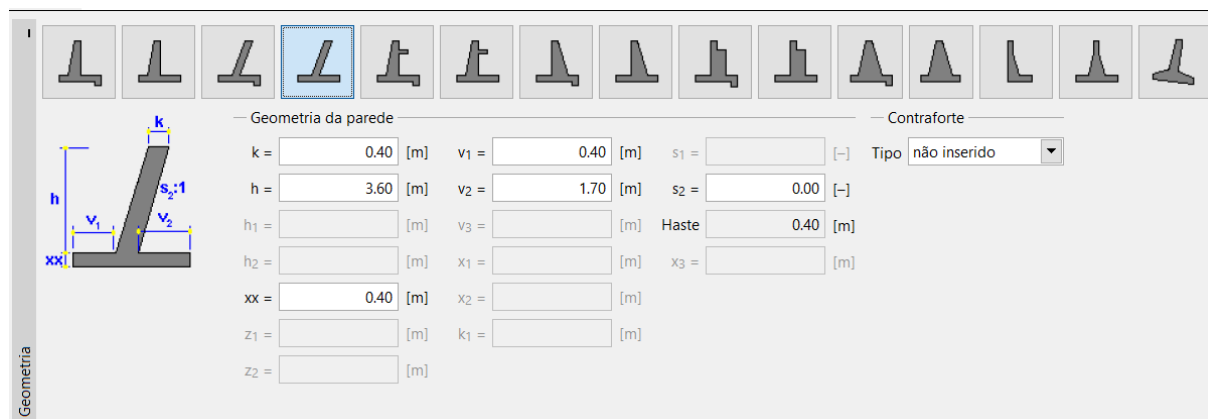 Geometria
k
h
s₂:1
v₁
v₂
xx
Geometria da parede
Contraforte
k = 0.40 [m] v₁ = 0.40 [m] s₁ = [–] Tipo não inserido
h = 3.60 [m] v₂ = 1.70 [m] s₂ = 0.00 [–]
h₁ = [m] v₃ = [m] Haste 0.40 [m]
h₂ = [m] x₁ = [m] x₃ = [m]
xx = 0.40 [m] x₂ = [m]
z₁ = [m] k₁ = [m]
z₂ = [m]